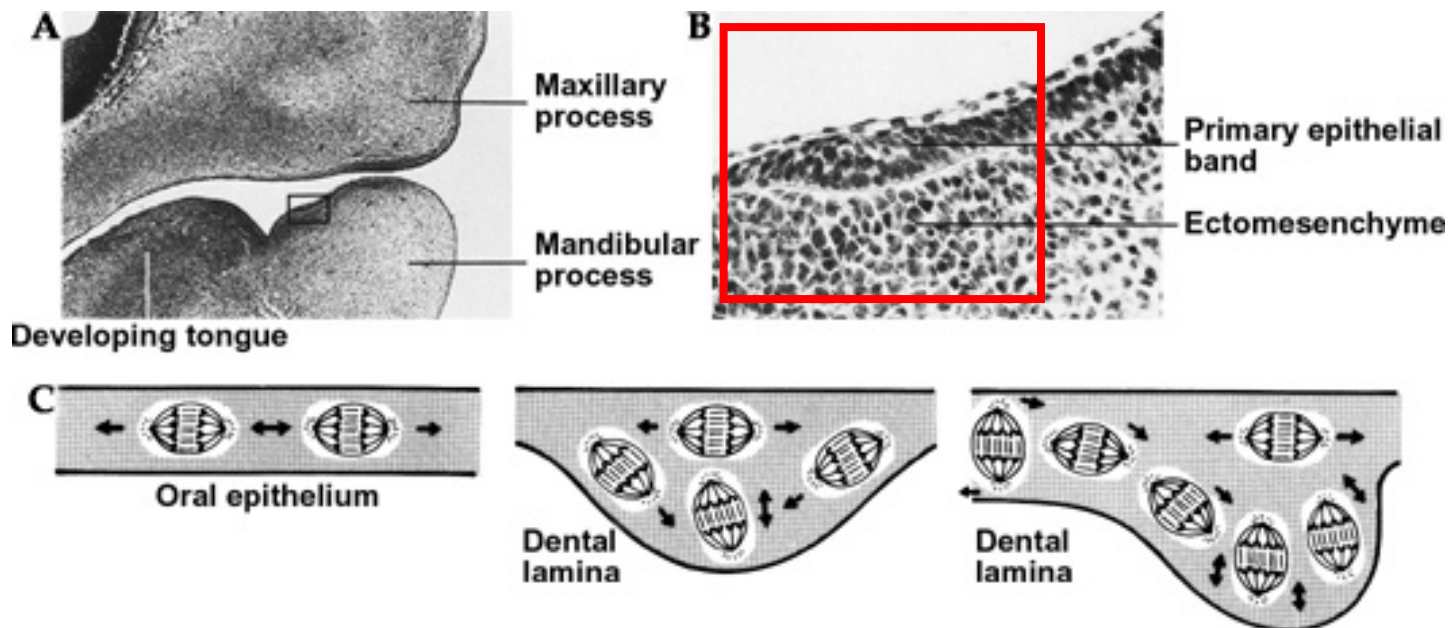 A
Maxillary
process
Mandibular
process
Developing tongue
B
Primary epithelial
band
Ectomesenchyme
C
Oral epithelium
Dental
lamina
Dental
lamina